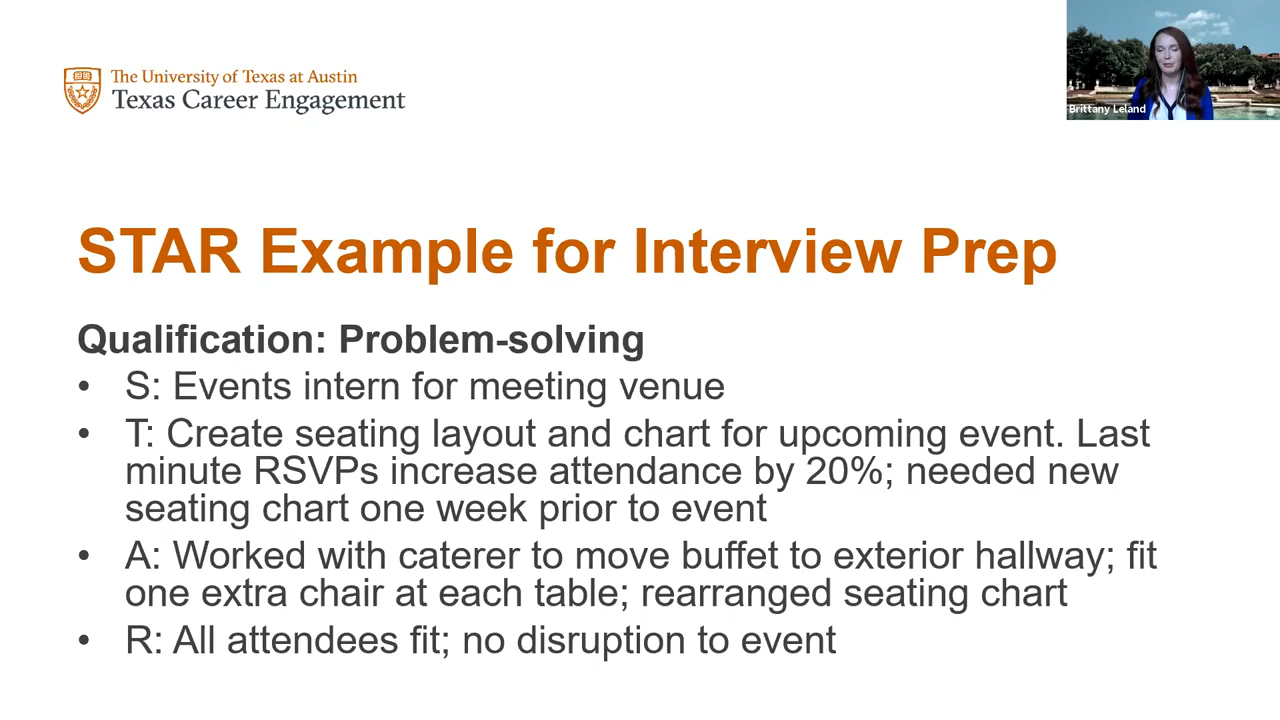 The University of Texas at Austin
Texas Career Engagement
Brittany Leland
STAR Example for Interview Prep
Qualification: Problem-solving
• S: Events intern for meeting venue
• T: Create seating layout and chart for upcoming event. Last
minute RSVPs increase attendance by 20%; needed new
seating chart one week prior to event
• A: Worked with caterer to move buffet to exterior hallway; fit
one extra chair at each table; rearranged seating chart
• R: All attendees fit; no disruption to event